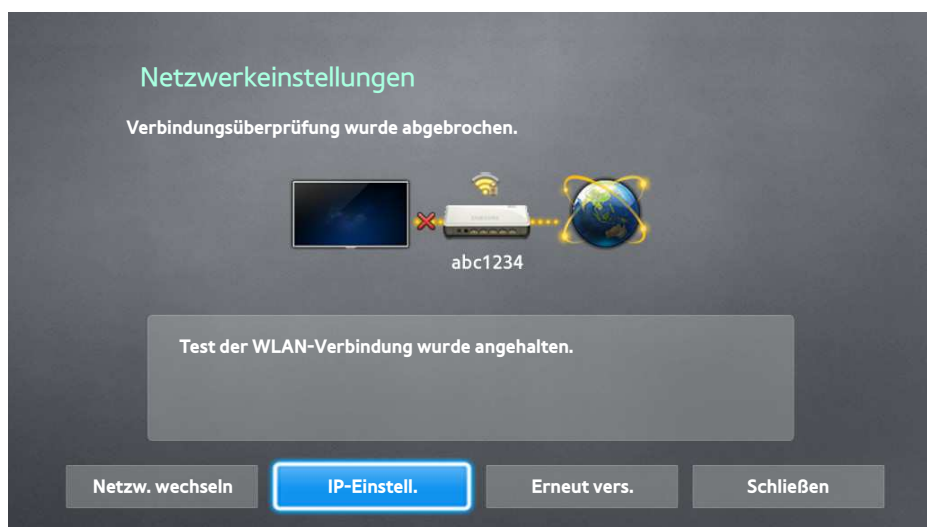 Netzwerkeinstellungen
Verbindungsüberprüfung wurde abgebrochen.
abc1234
Test der WLAN-Verbindung wurde angehalten.
Netzw. wechseln IP-Einstell. Erneut vers. Schließen